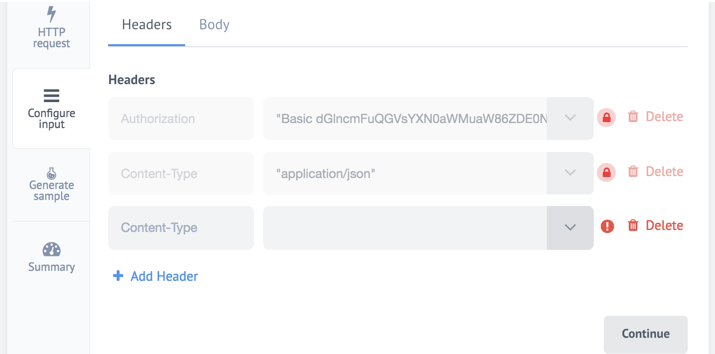 HTTP
request
Configure
input
Generate
sample
Summary
Headers Body
Headers
Authorization "Basic dGlncmFuQGVsYXN0aWMuaW86ZDE0N Delete
Content-Type "application/json" Delete
Content-Type Delete
+ Add Header
Continue